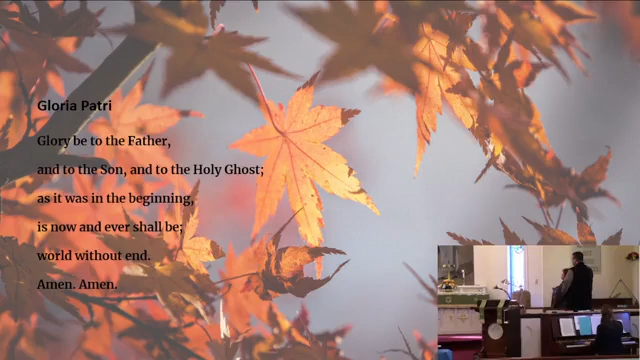 Gloria Patri
Glory be to the Father,
and to the Son, and to the Holy Ghost;
as it was in the beginning,
is now and ever shall be;
world without end.
Amen. Amen.